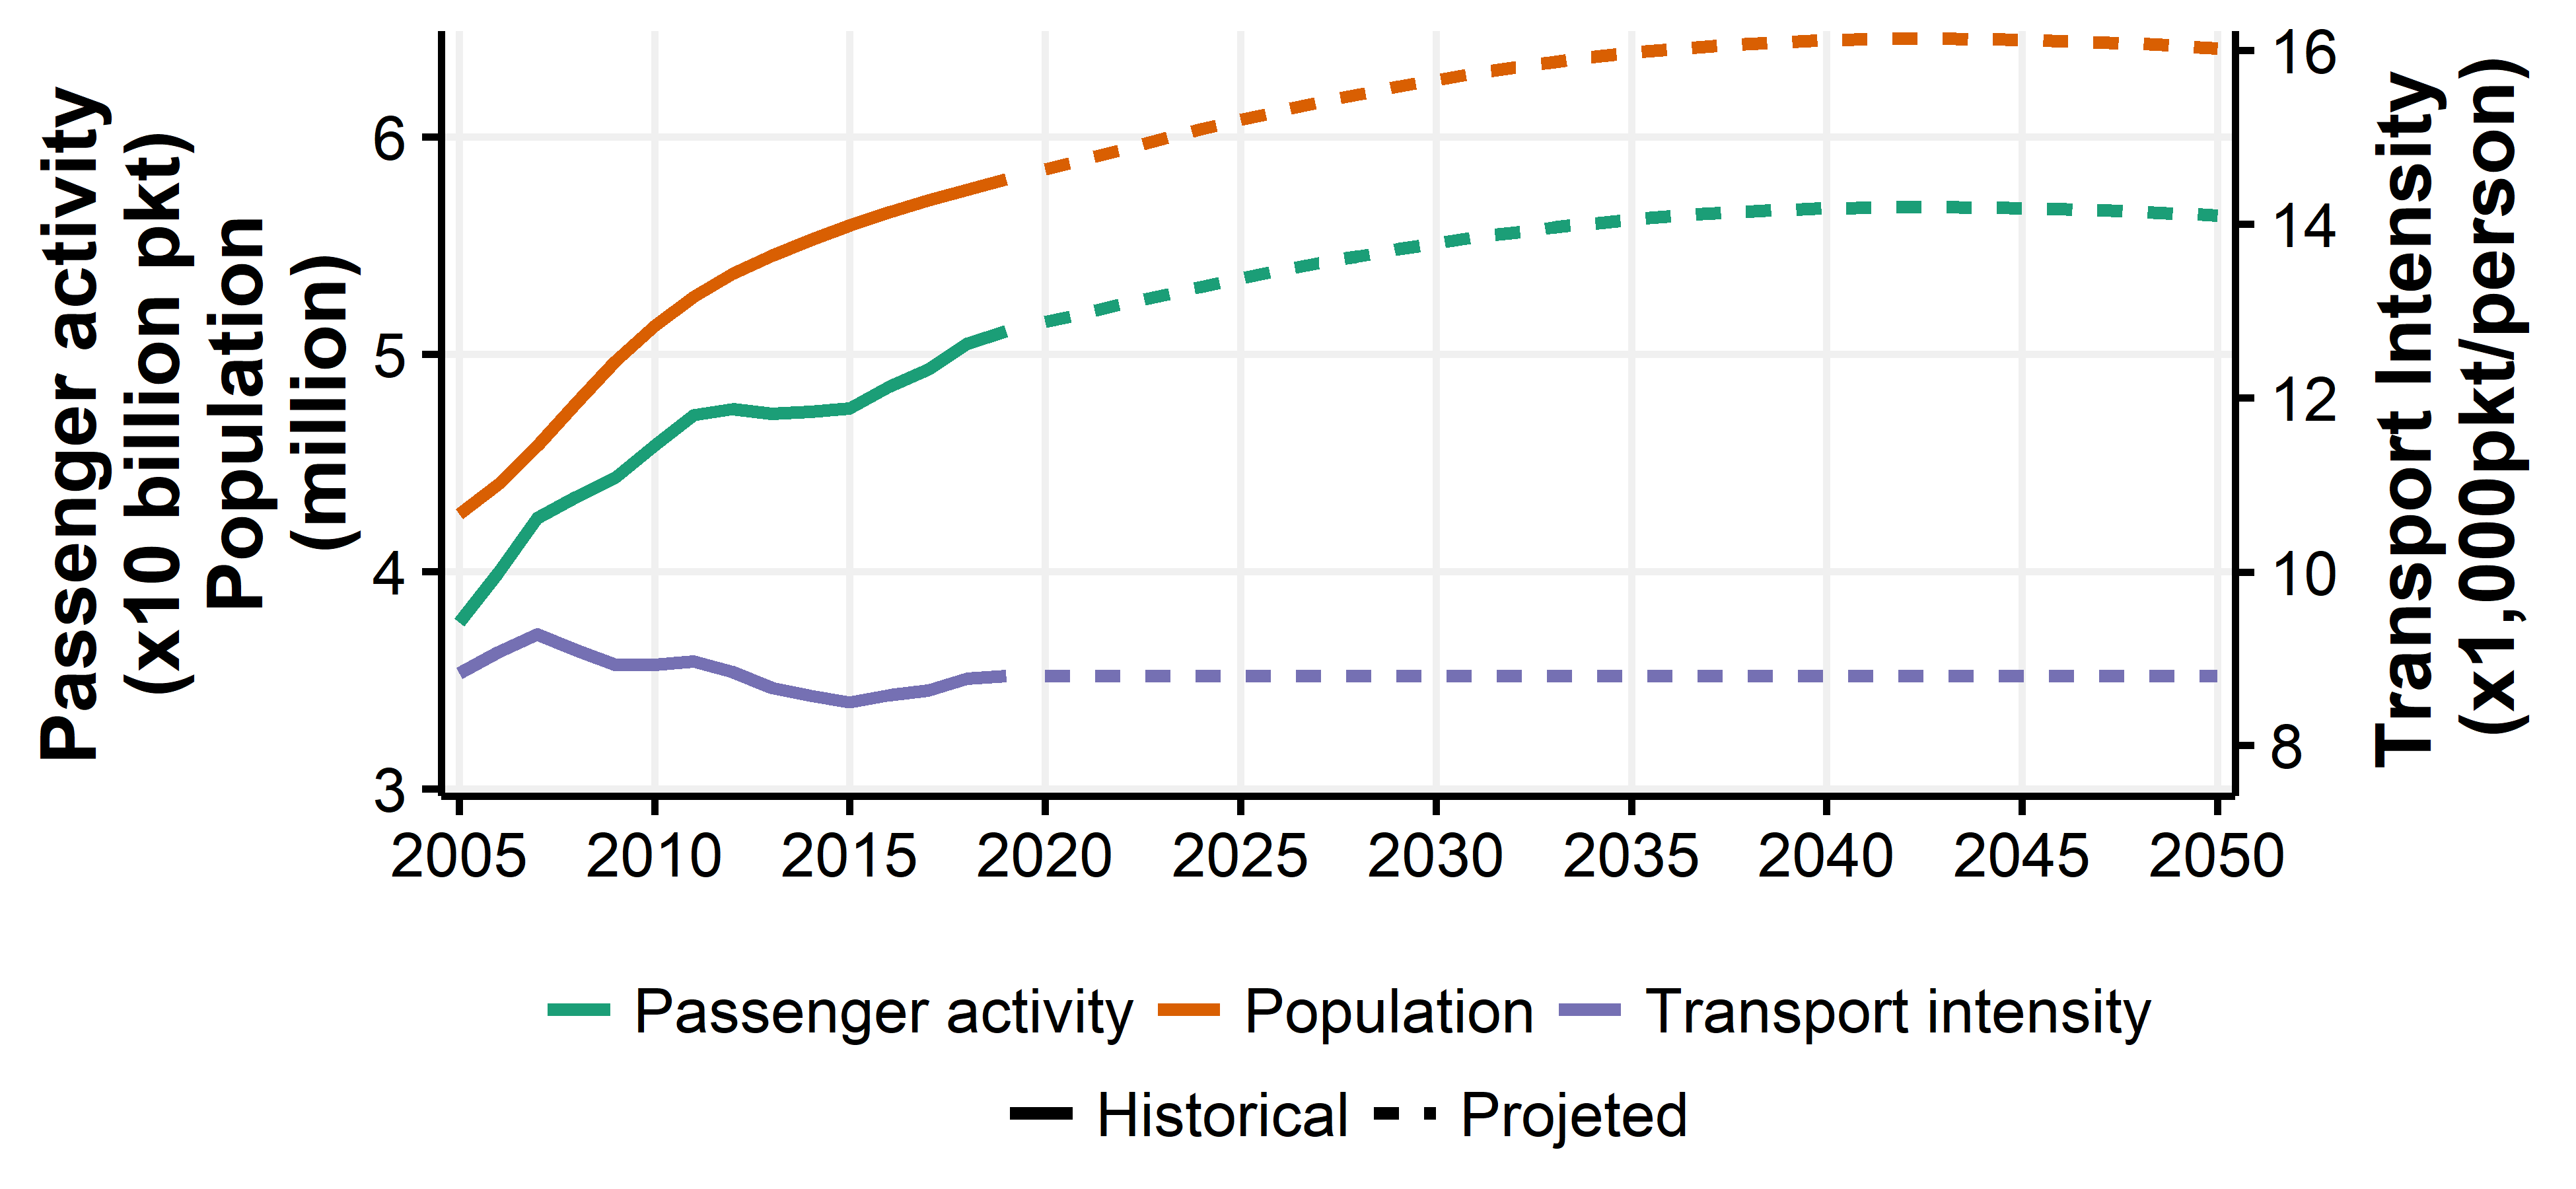 Passenger activity
(x10 billion pkt)
Population
(million)
6
5
4
3
16
14
12
10
8
Transport Intensity
(x1,000pkt/person)
2005 2010 2015 2020 2025 2030 2035 2040 2045 2050
Passenger activity Population Transport intensity
Historical Projeted